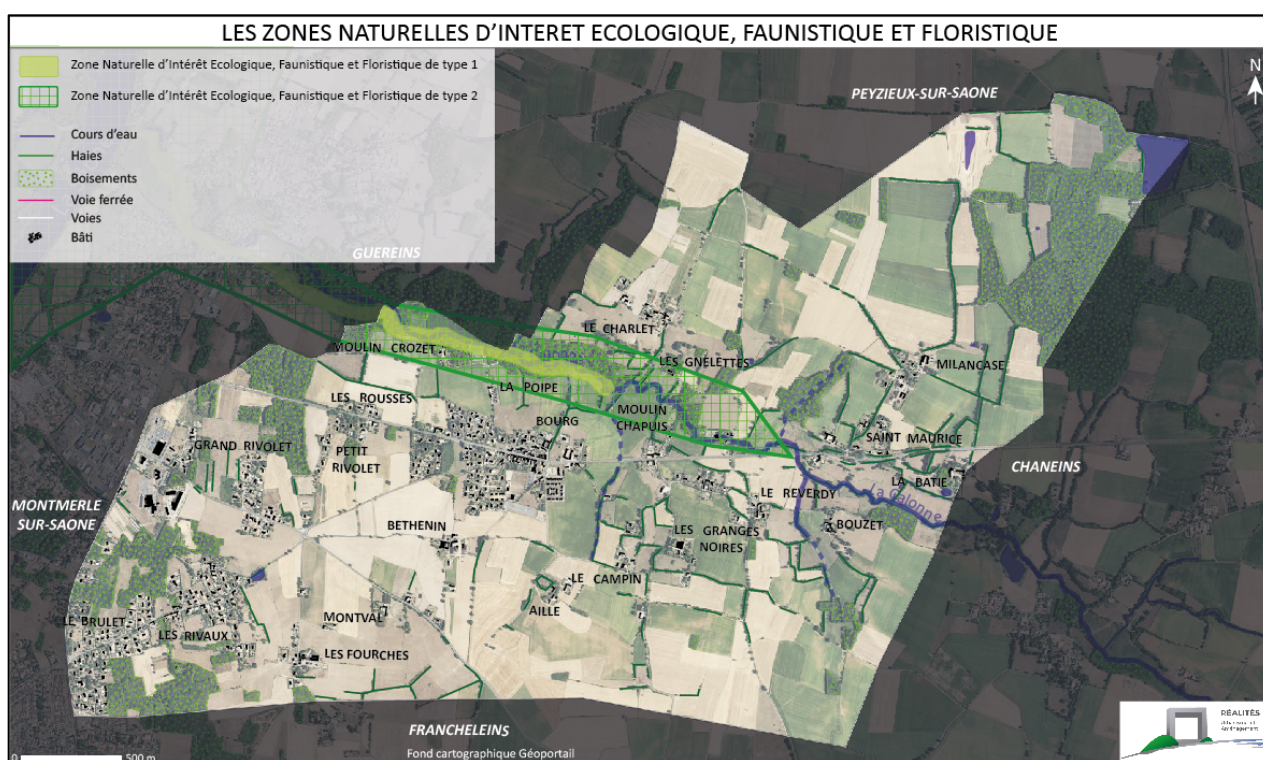 LES ZONES NATURELLES D'INTERET ECOLOGIQUE, FAUNISTIQUE ET FLORISTIQUE
Zone Naturelle d'Intérêt Ecologique, Faunistique et Floristique de type 1
Zone Naturelle d'Intérêt Ecologique, Faunistique et Floristique de type 2
Cours d'eau
Haies
Boisements
Voie ferrée
Voies
Bâti
N
PEYZIEUX-SUR-SAONE
GUEREINS
LE CHARLET
MOULIN CROZET
LES GNÉLETTES
MILANCASE
LA POIPE
LES ROUSSES
MOULIN
CHAPUIS
BOURG
GRAND RIVOLET
PETIT
RIVOLET
SAINT MAURICE
CHANEINS
LA BATIE
La Calonne
LE REVERDY
MONTMERLE
SUR-SAONE
BETHENIN
LES GRANGES
NOIRES
BOUZET
LE CAMPIN
AILLE
MONTVAL
LE BRULET
LES RIVAUX
LES FOURCHES
FRANCHELEINS
Fond cartographique Géoportail
0 500 m
RÉALITÉS
Urbanisme et
Aménagement